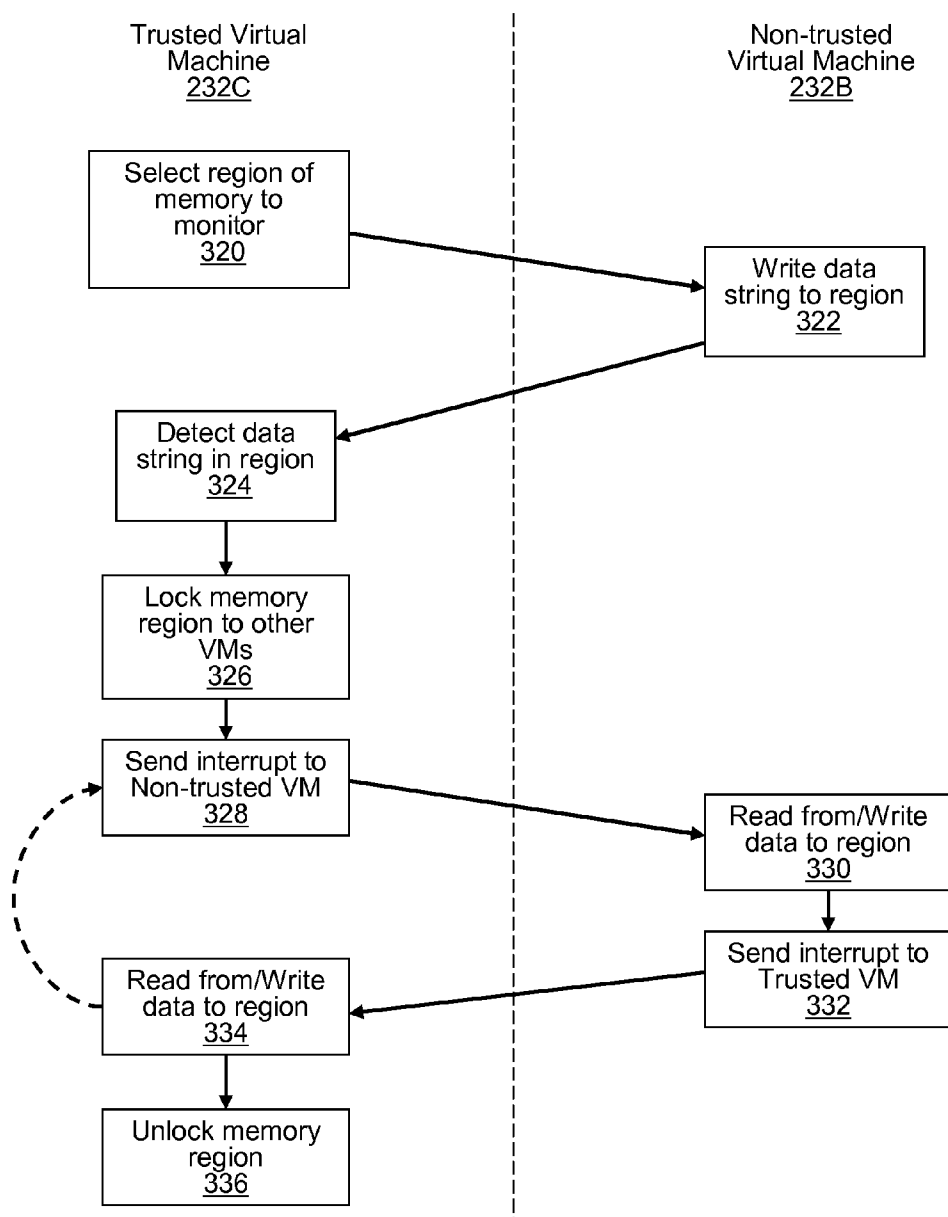 Trusted Virtual
Machine
232C
Non-trusted
Virtual Machine
232B
Select region of
memory to
monitor
320
Write data
string to region
322
Detect data
string in region
324
Lock memory
region to other
VMs
326
Send interrupt to
Non-trusted VM
328
Read from/Write
data to region
330
Send interrupt to
Trusted VM
332
Read from/Write
data to region
334
Unlock memory
region
336